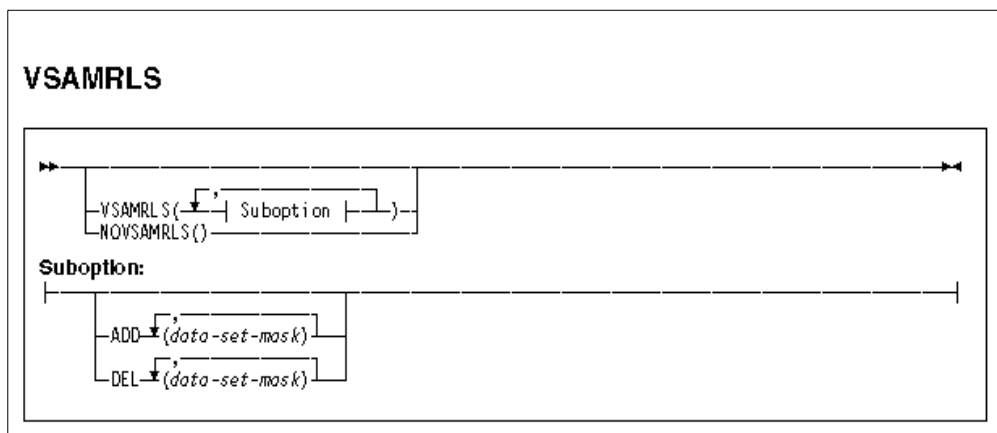 VSAMRLS
,
VSAMRLS( Suboption )
NOVSAMRLS()
Suboption:
,
ADD (data-set-mask)
,
DEL (data-set-mask)